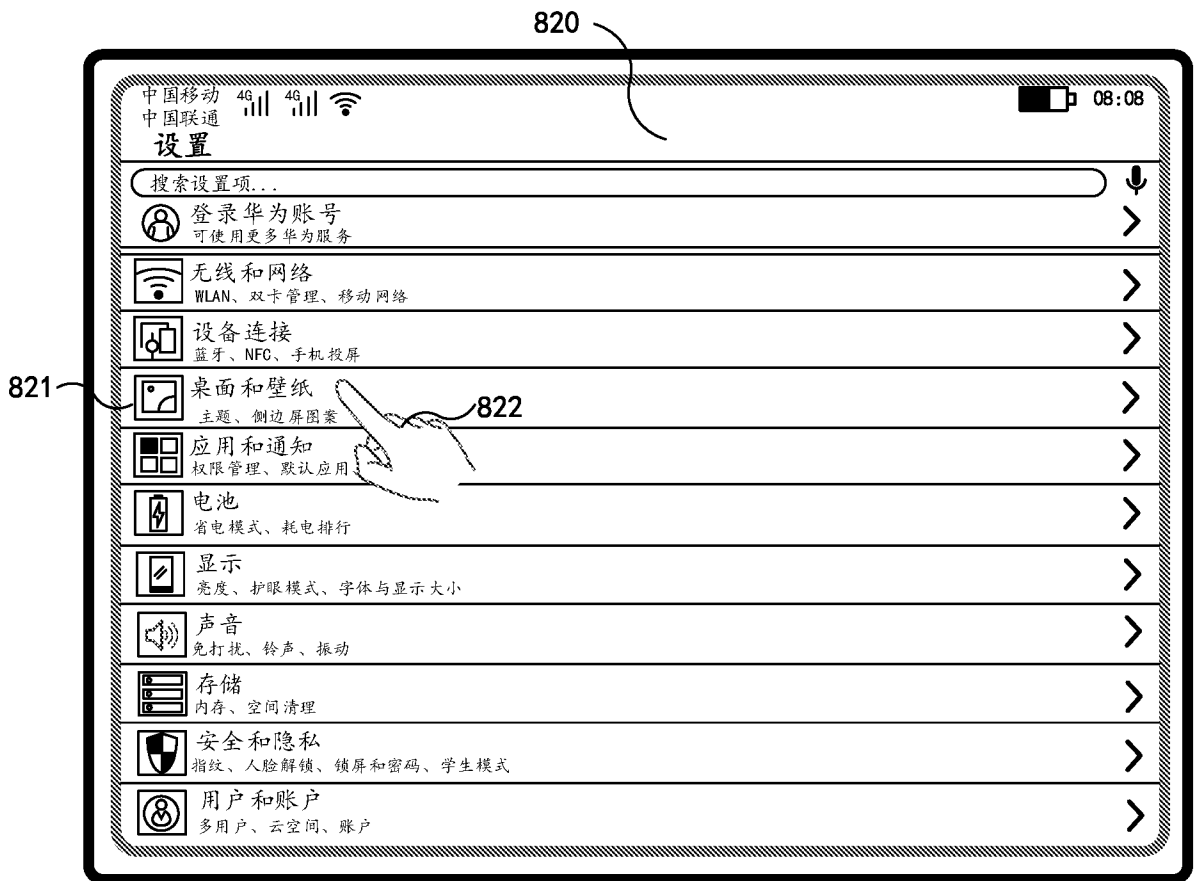 820
中国移动 4G 4G 08:08
中国联通
设置
搜索设置项...
登录华为账号
可使用更多华为服务
无线和网络
WLAN、双卡管理、移动网络
设备连接
蓝牙、NFC、手机投屏
821
桌面和壁纸
主题、侧边屏图案
822
应用和通知
权限管理、默认应用
电池
省电模式、耗电排行
显示
亮度、护眼模式、字体与显示大小
声音
免打扰、铃声、振动
存储
内存、空间清理
安全和隐私
指纹、人脸解锁、锁屏和密码、学生模式
用户和账户
多用户、云空间、账户